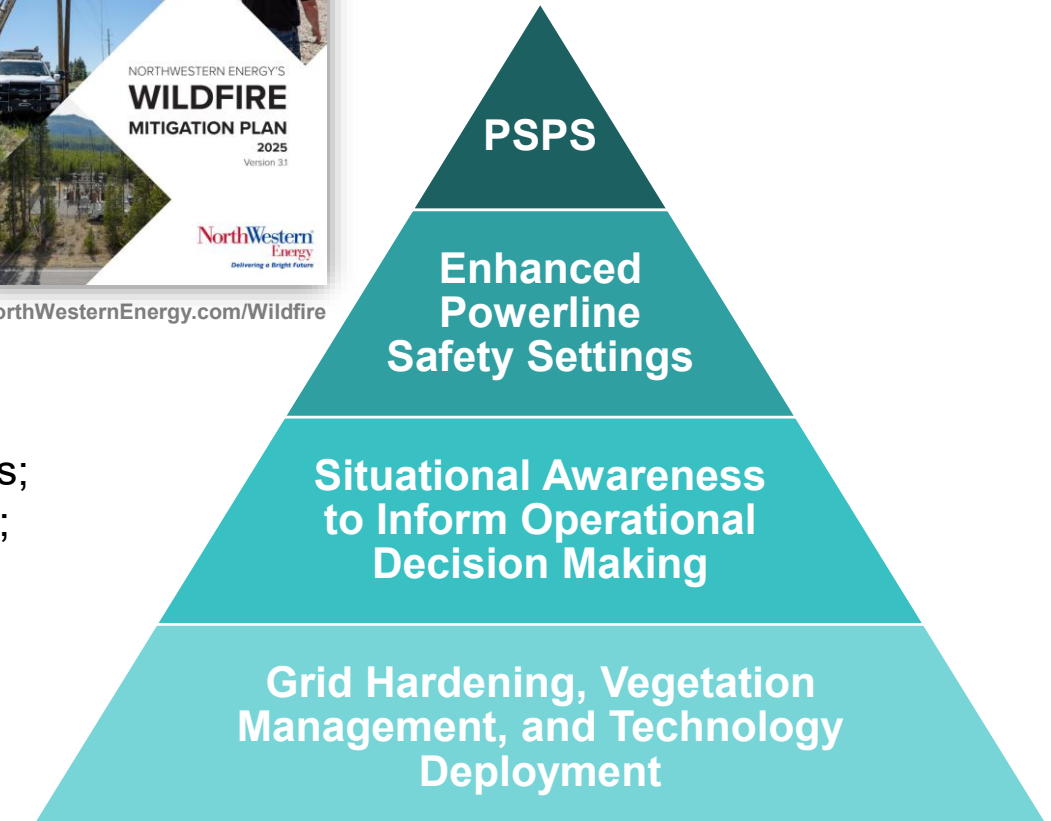 NORTHWESTERN ENERGY'S
WILDFIRE
MITIGATION PLAN
2025
Version 3.1
NorthWestern
Energy
Delivering a Bright Future
orthWesternEnergy.com/Wildfire
s;
;
PSPS
Enhanced
Powerline
Safety Settings
Situational Awareness
to Inform Operational
Decision Making
Grid Hardening, Vegetation
Management, and Technology
Deployment